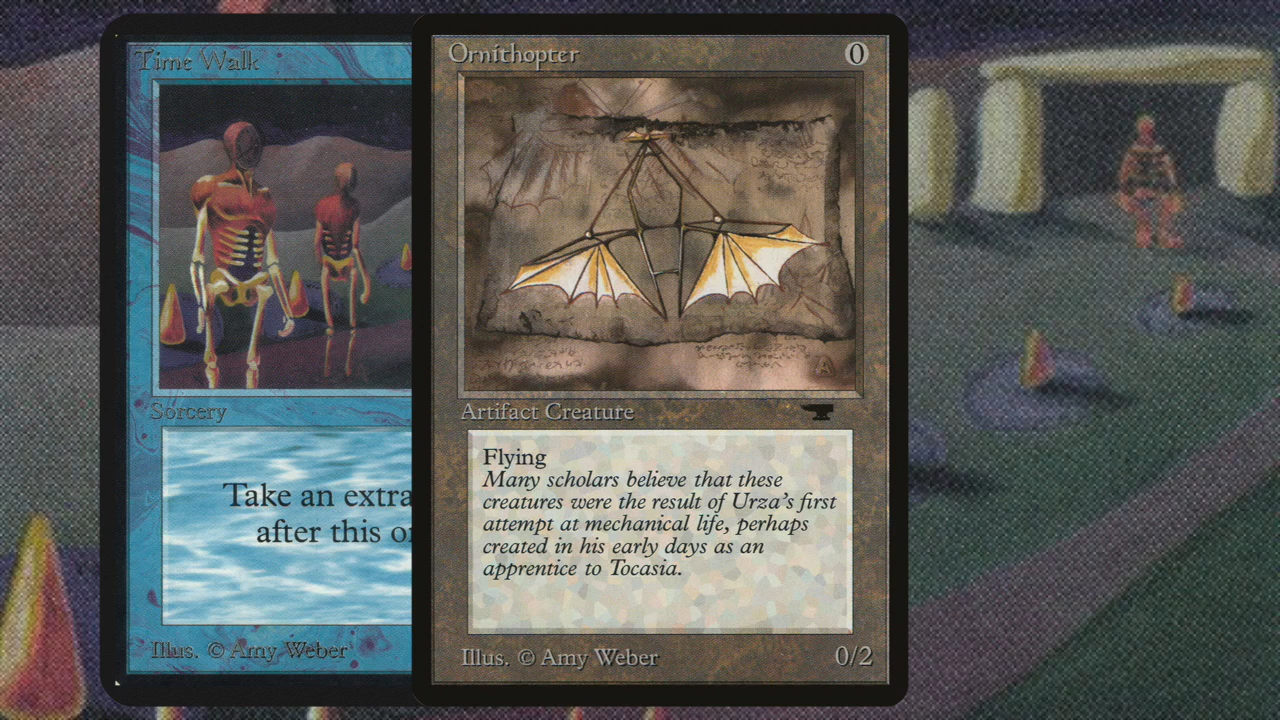 Time Walk
Sorcery
Take an extra
after this
Illus. © Amy Weber
Ornithopter
0
Artifact Creature
Flying
Many scholars believe that these
creatures were the result of Urza's first
attempt at mechanical life, perhaps
created in his early days as an
apprentice to Tocasia.
Illus. © Amy Weber
0/2